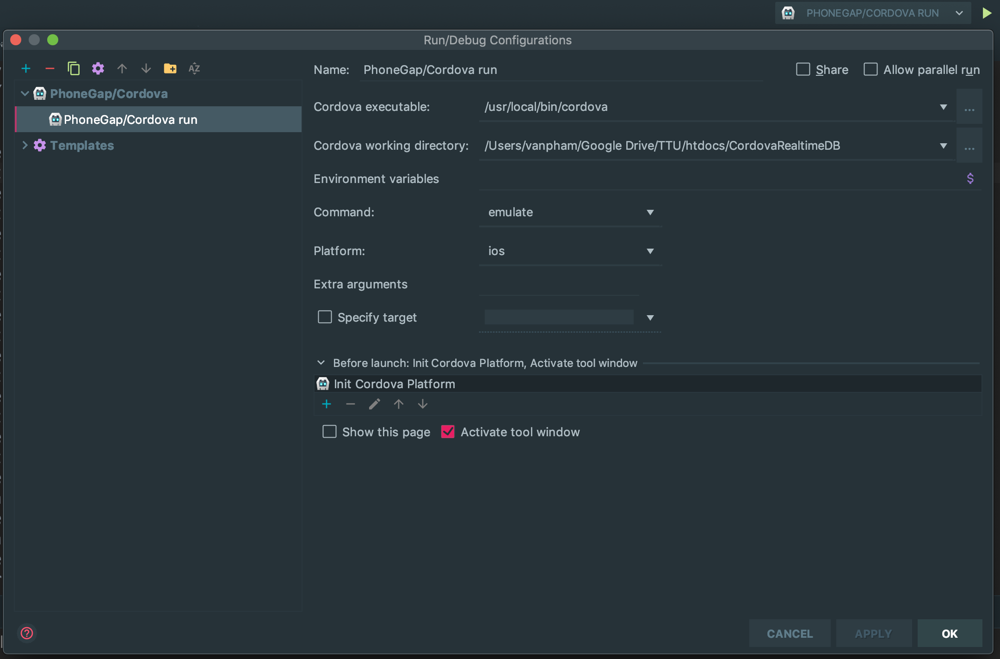 PHONEGAP/CORDOVA RUN
Run/Debug Configurations
AZ
Name: PhoneGap/Cordova run
Share Allow parallel run
PhoneGap/Cordova
PhoneGap/Cordova run
Templates
Cordova executable: /usr/local/bin/cordova ...
Cordova working directory: /Users/vanpham/Google Drive/TTU/htdocs/CordovaRealtimeDB ...
Environment variables $
Command: emulate
Platform: ios
Extra arguments
Specify target
Before launch: Init Cordova Platform, Activate tool window
Init Cordova Platform
Show this page Activate tool window
? CANCEL APPLY OK